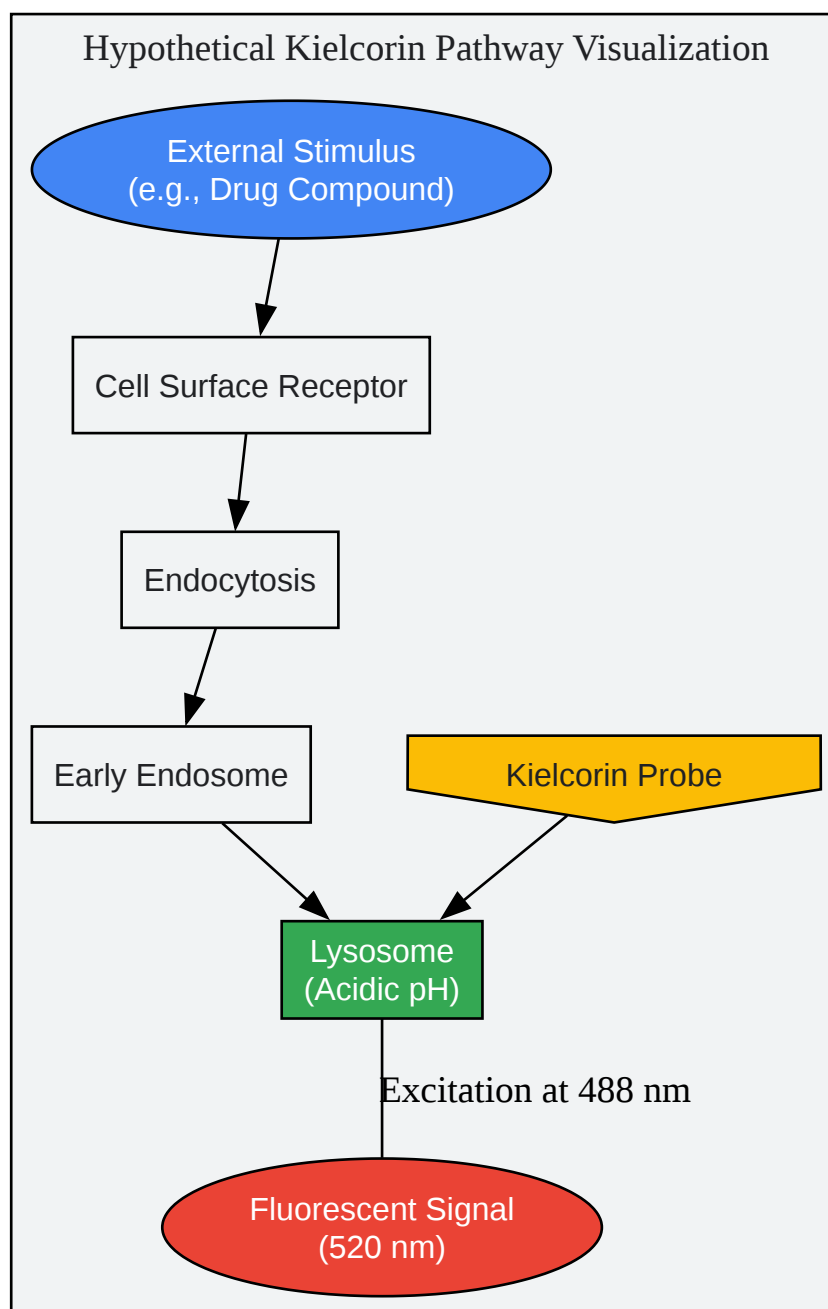 Hypothetical Kielcorin Pathway Visualization
External Stimulus
(e.g., Drug Compound)
Cell Surface Receptor
Endocytosis
Early Endosome
Kielcorin Probe
Lysosome
(Acidic pH)
Excitation at 488 nm
Fluorescent Signal
(520 nm)